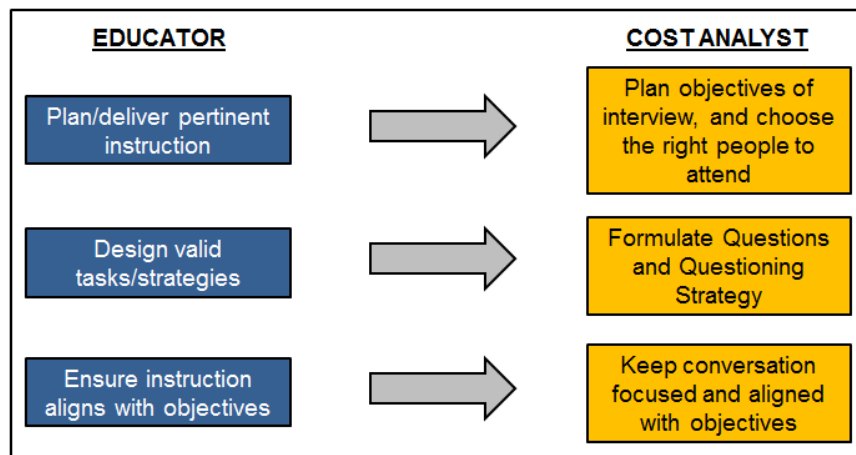 EDUCATOR
COST ANALYST
Plan/deliver pertinent
instruction
Plan objectives of
interview, and choose
the right people to
attend
Design valid
tasks/strategies
Formulate Questions
and Questioning
Strategy
Ensure instruction
aligns with objectives
Keep conversation
focused and aligned
with objectives